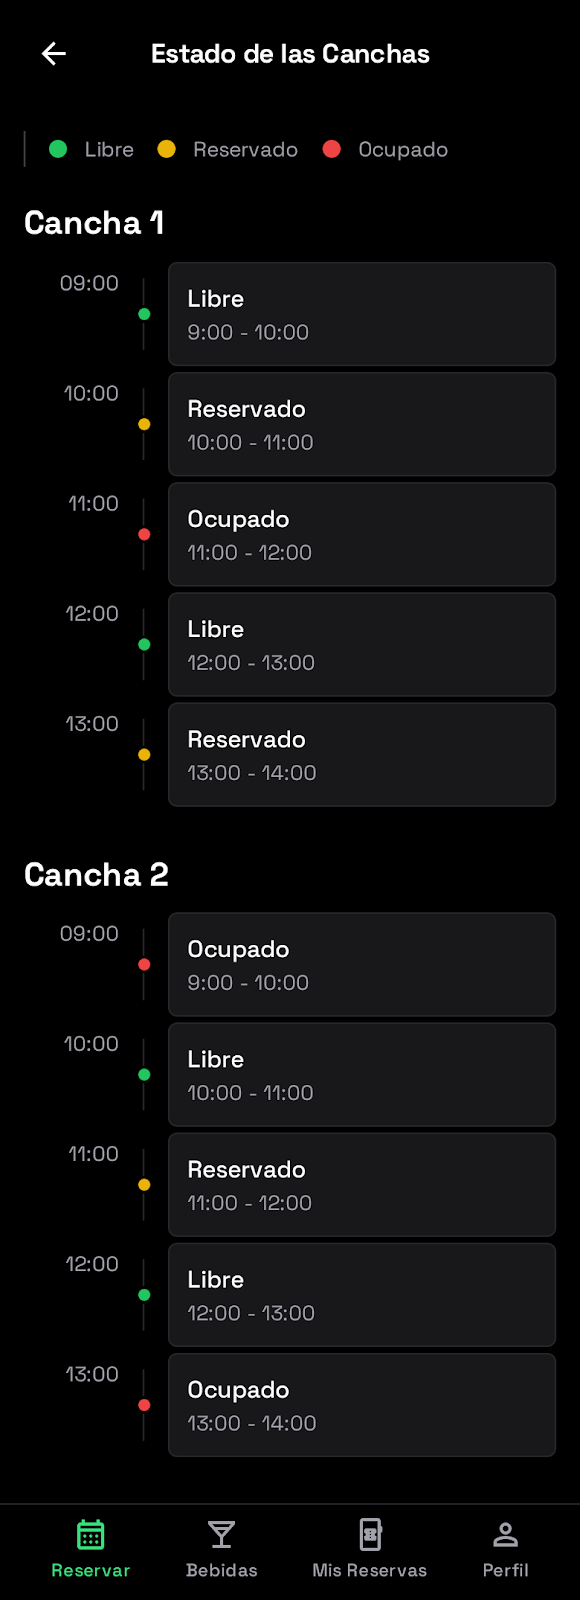 Estado de las Canchas
Libre Reservado Ocupado
Cancha 1
09:00
Libre
9:00 - 10:00
10:00
Reservado
10:00 - 11:00
11:00
Ocupado
11:00 - 12:00
12:00
Libre
12:00 - 13:00
13:00
Reservado
13:00 - 14:00
Cancha 2
09:00
Ocupado
9:00 - 10:00
10:00
Libre
10:00 - 11:00
11:00
Reservado
11:00 - 12:00
12:00
Libre
12:00 - 13:00
13:00
Ocupado
13:00 - 14:00
Reservar Bebidas Mis Reservas Perfil